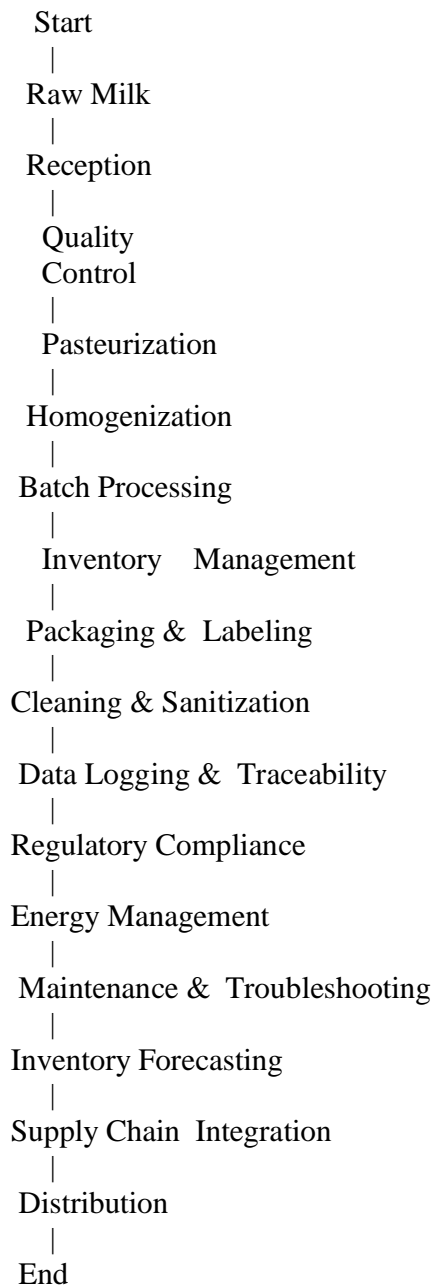 Start
|
Raw Milk
|
Reception
|
Quality
Control
|
Pasteurization
|
Homogenization
|
Batch Processing
|
Inventory Management
|
Packaging & Labeling
|
Cleaning & Sanitization
|
Data Logging & Traceability
|
Regulatory Compliance
|
Energy Management
|
Maintenance & Troubleshooting
|
Inventory Forecasting
|
Supply Chain Integration
|
Distribution
|
End